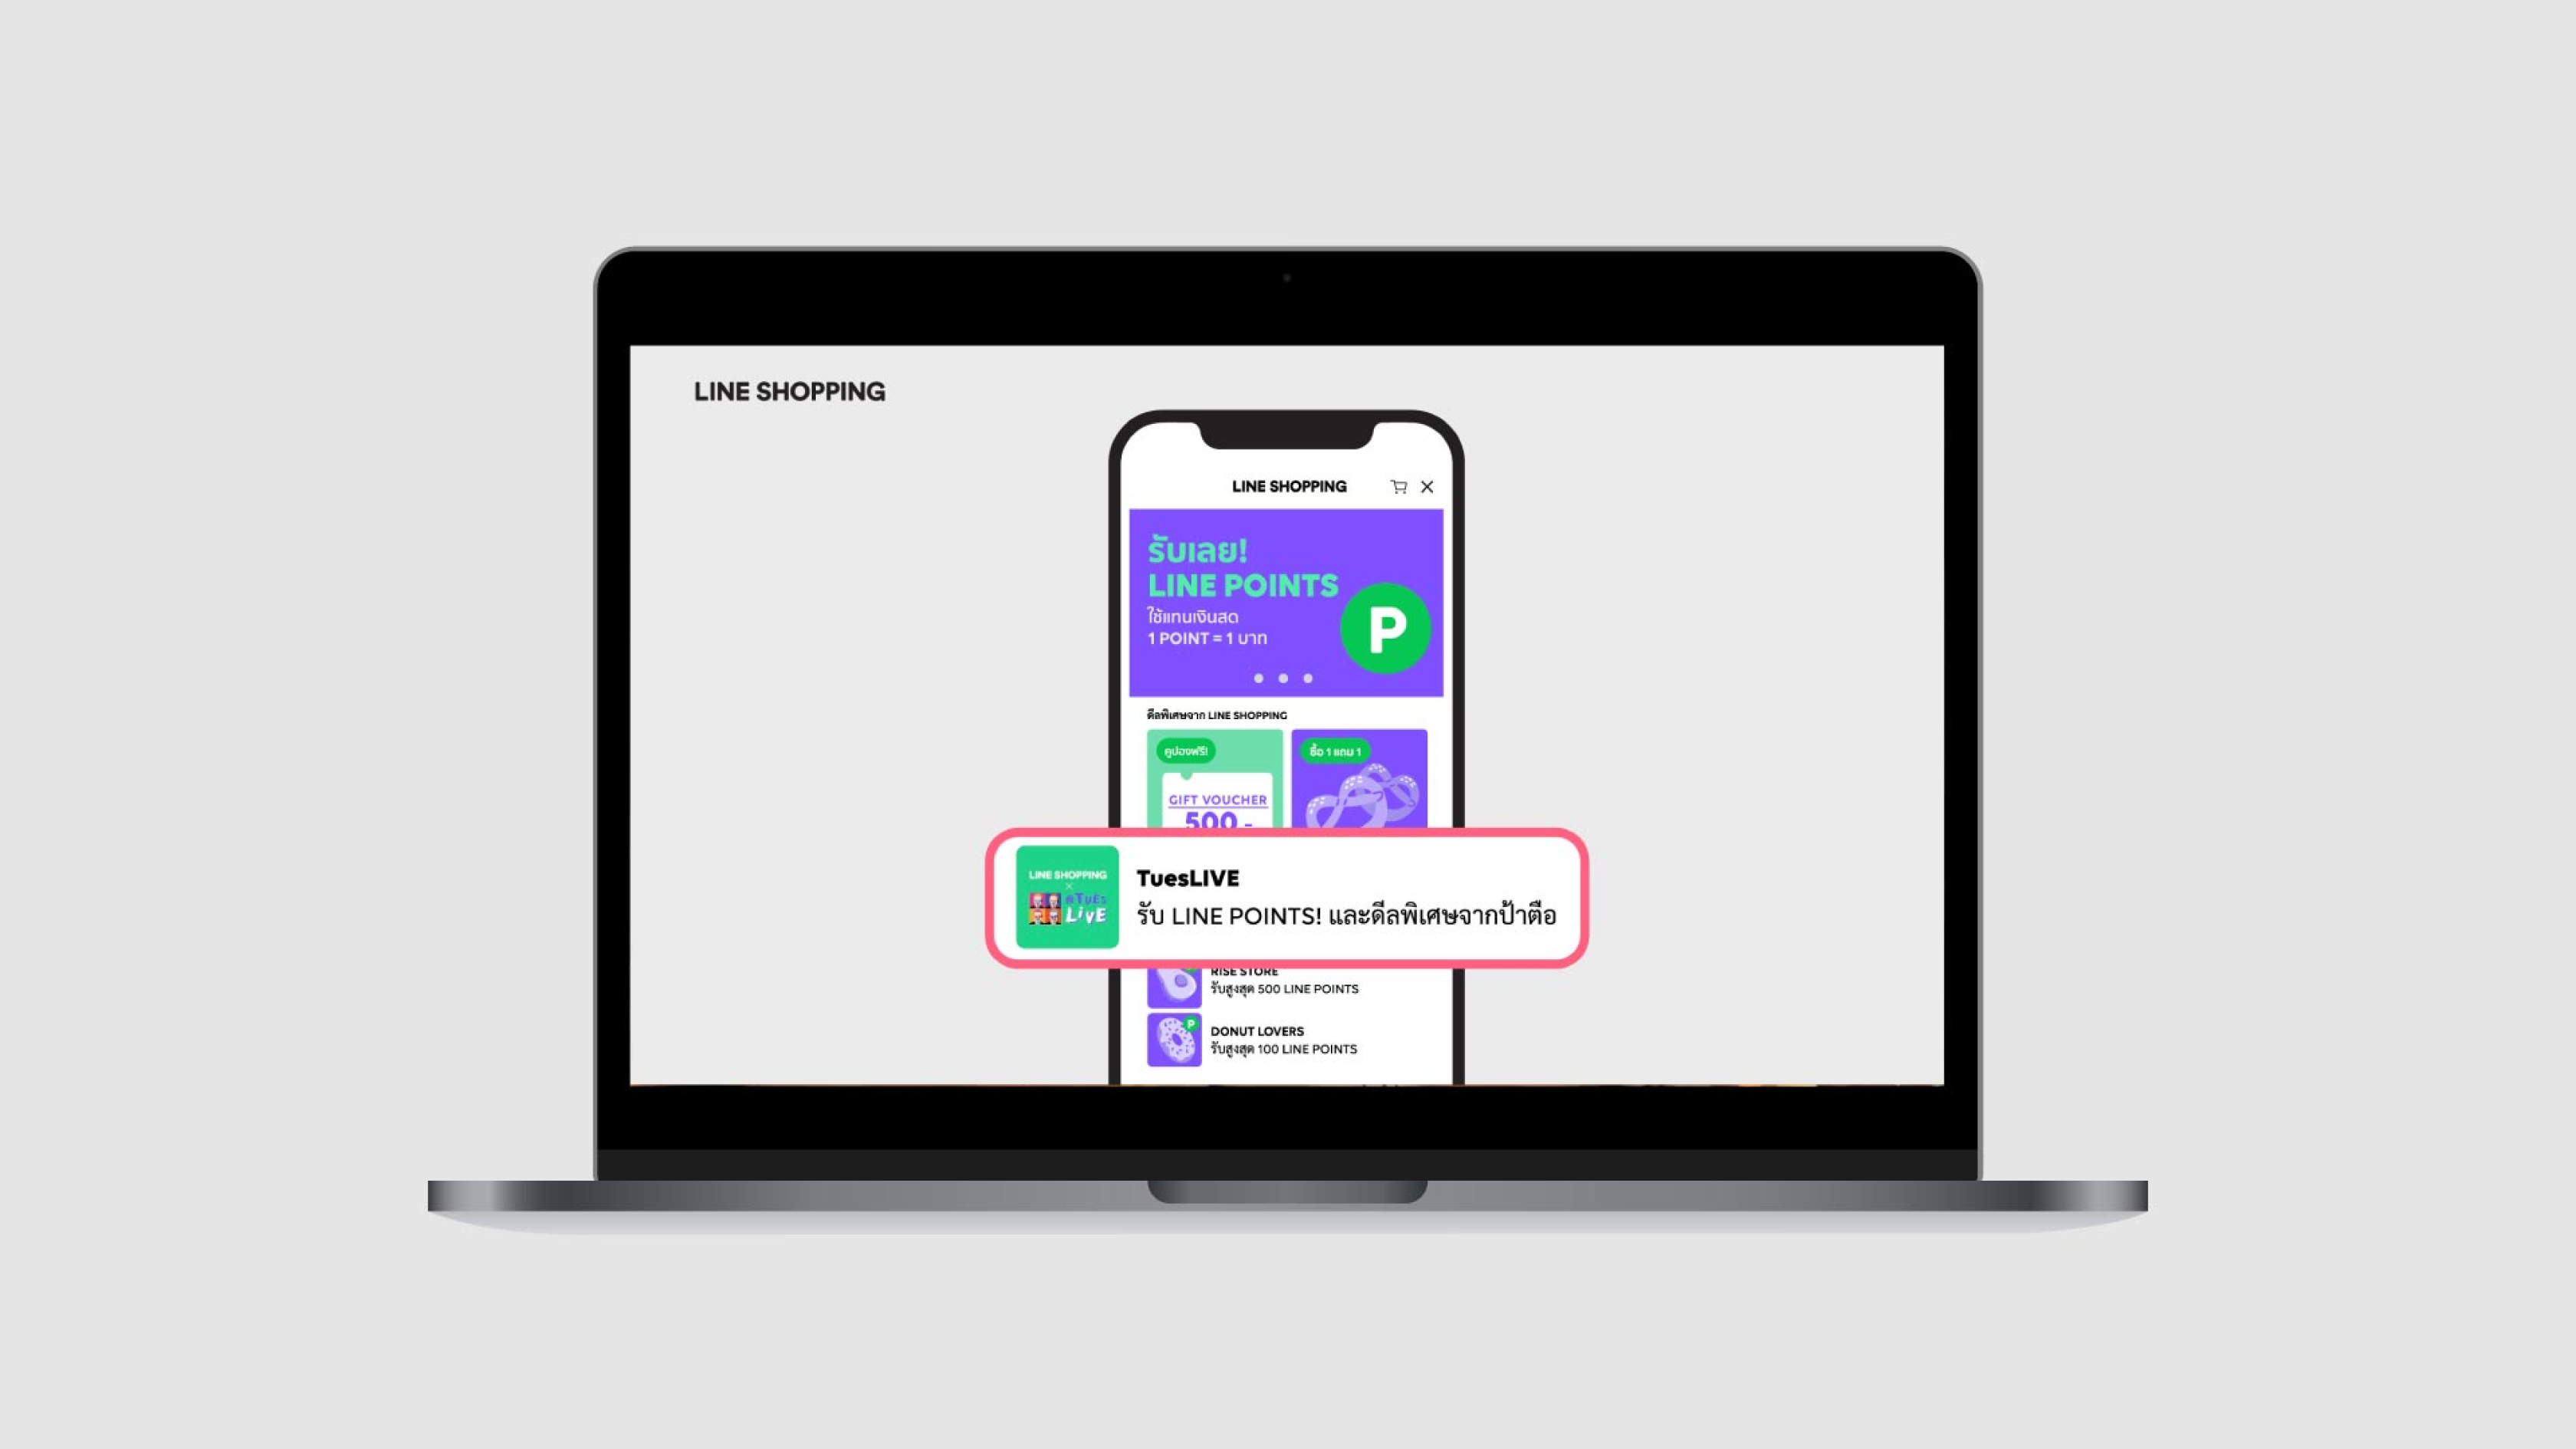 LINE SHOPPING
LINE SHOPPING
รับเลย!
LINE POINTS
ใช้แทนเงินสด
1 POINT = 1 บาท
P
ดีลพิเศษจาก LINE SHOPPING
คูปองฟรี!
ซื้อ 1 แถม 1
GIFT VOUCHER
500.-
LINE SHOPPING
×
TUEs
LIVE
TuesLIVE
รับ LINE POINTS! และดีลพิเศษจากป้าตือ
RISE STORE
รับสูงสุด 500 LINE POINTS
P
DONUT LOVERS
รับสูงสุด 100 LINE POINTS